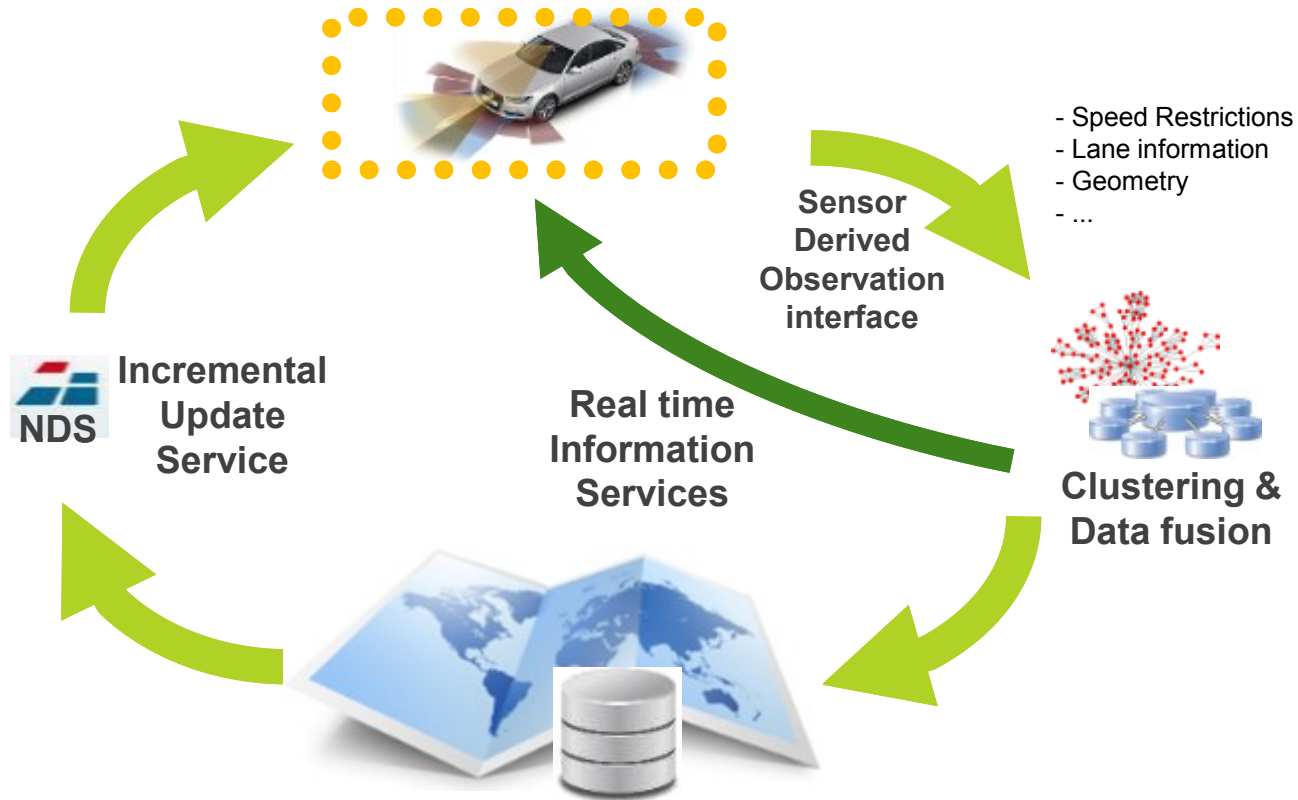 - Speed Restrictions
- Lane information
- Geometry
- ...
Sensor
Derived
Observation
interface
NDS
Incremental
Update
Service
Real time
Information
Services
Clustering &
Data fusion